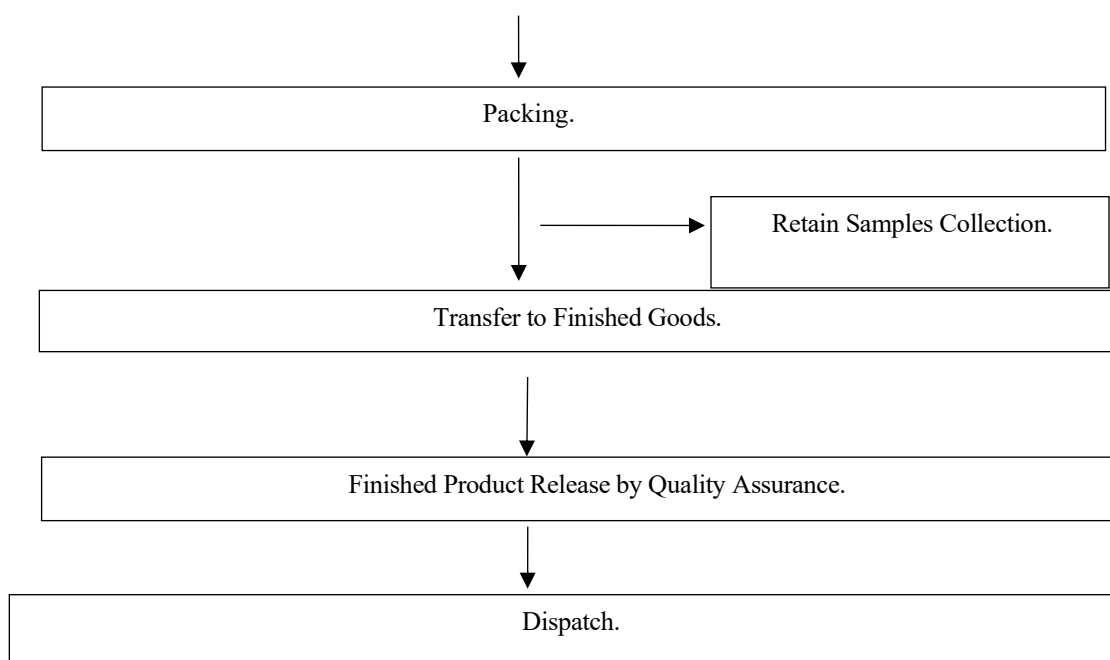 Packing.
Retain Samples Collection.
Transfer to Finished Goods.
Finished Product Release by Quality Assurance.
Dispatch.